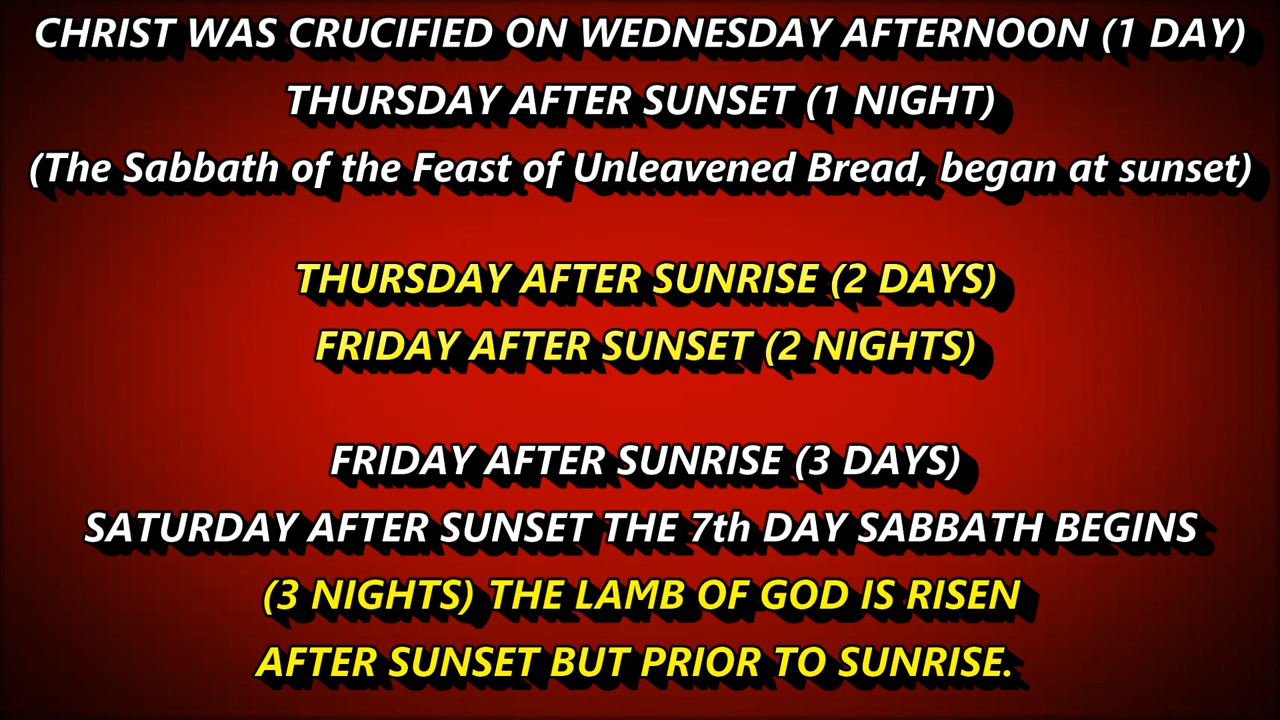 CHRIST WAS CRUCIFIED ON WEDNESDAY AFTERNOON (1 DAY)
THURSDAY AFTER SUNSET (1 NIGHT)
(The Sabbath of the Feast of Unleavened Bread, began at sunset)
THURSDAY AFTER SUNRISE (2 DAYS)
FRIDAY AFTER SUNSET (2 NIGHTS)
FRIDAY AFTER SUNRISE (3 DAYS)
SATURDAY AFTER SUNSET THE 7th DAY SABBATH BEGINS
(3 NIGHTS) THE LAMB OF GOD IS RISEN
AFTER SUNSET BUT PRIOR TO SUNRISE.